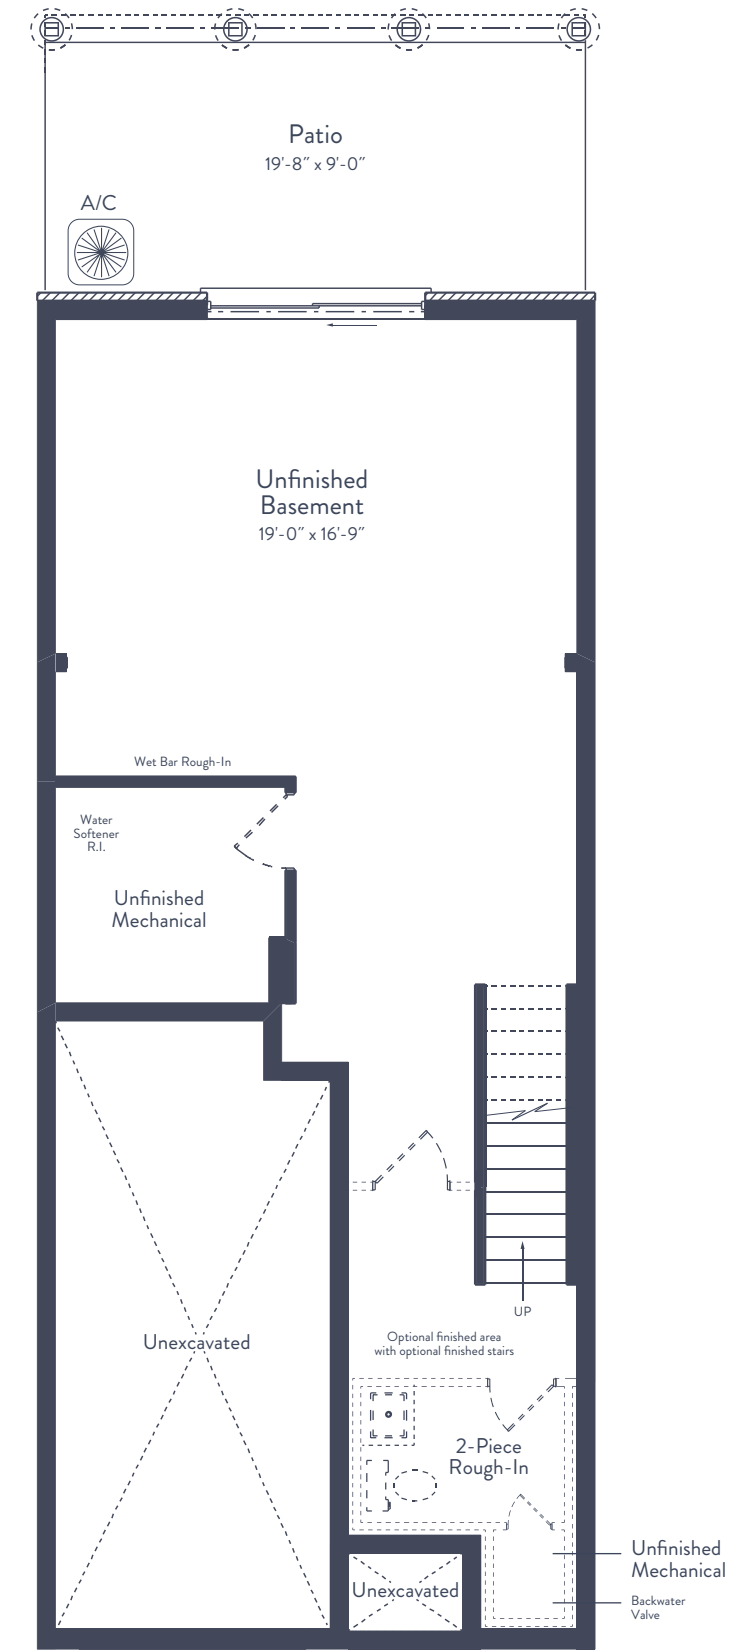 Patio
19'-8″ x 9'-0″
A/C
Unfinished
Basement
19'-0″ x 16'-9″
Wet Bar Rough-In
Water
Softener
R.I.
Unfinished
Mechanical
UP
Optional finished area
with optional finished stairs
Unexcavated
2-Piece
Rough-In
Unfinished
Mechanical
Unexcavated
Backwater
Valve